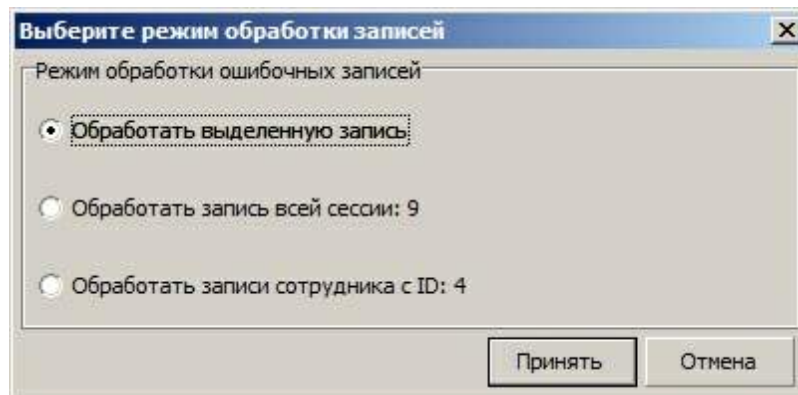 Выберите режим обработки записей
Режим обработки ошибочных записей
Обработать выделенную запись
Обработать запись всей сессии: 9
Обработать записи сотрудника с ID: 4
Принять Отмена